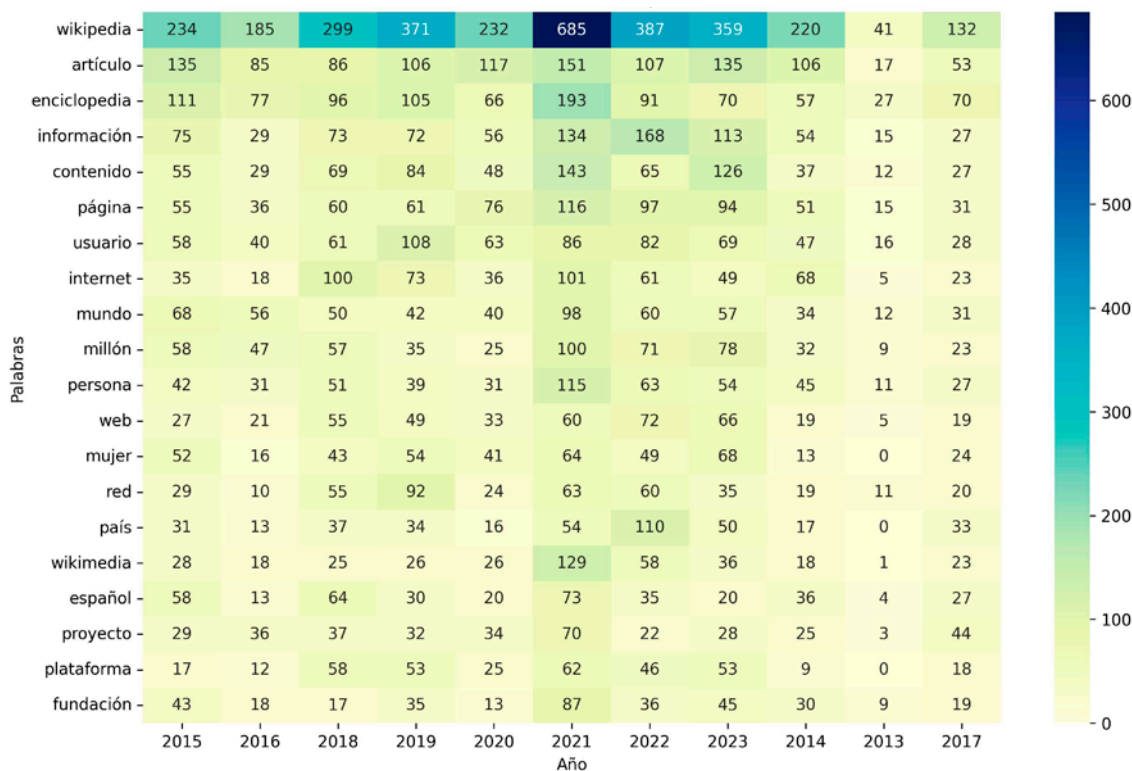 wikipedia 234 185 299 371 232 685 387 359 220 41 132
artículo 135 85 86 106 117 151 107 135 106 17 53
enciclopedia 111 77 96 105 66 193 91 70 57 27 70
información 75 29 73 72 56 134 168 113 54 15 27
contenido 55 29 69 84 48 143 65 126 37 12 27
página 55 36 60 61 76 116 97 94 51 15 31
usuario 58 40 61 108 63 86 82 69 47 16 28
internet 35 18 100 73 36 101 61 49 68 5 23
mundo 68 56 50 42 40 98 60 57 34 12 31
millón 58 47 57 35 25 100 71 78 32 9 23
persona 42 31 51 39 31 115 63 54 45 11 27
web 27 21 55 49 33 60 72 66 19 5 19
mujer 52 16 43 54 41 64 49 68 13 0 24
red 29 10 55 92 24 63 60 35 19 11 20
país 31 13 37 34 16 54 110 50 17 0 33
wikimedia 28 18 25 26 26 129 58 36 18 1 23
español 58 13 64 30 20 73 35 20 36 4 27
proyecto 29 36 37 32 34 70 22 28 25 3 44
plataforma 17 12 58 53 25 62 46 53 9 0 18
fundación 43 18 17 35 13 87 36 45 30 9 19
2015 2016 2018 2019 2020 2021 2022 2023 2014 2013 2017
Año
Palabras
600
500
400
300
200
100
0